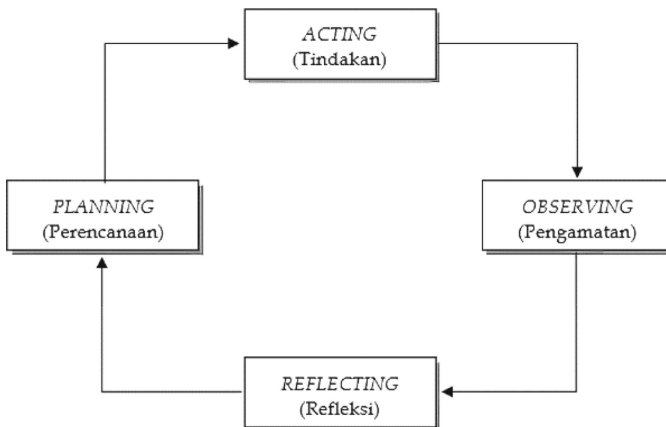 ACTING
(Tindakan)
PLANNING
(Perencanaan)
OBSERVING
(Pengamatan)
REFLECTING
(Refleksi)